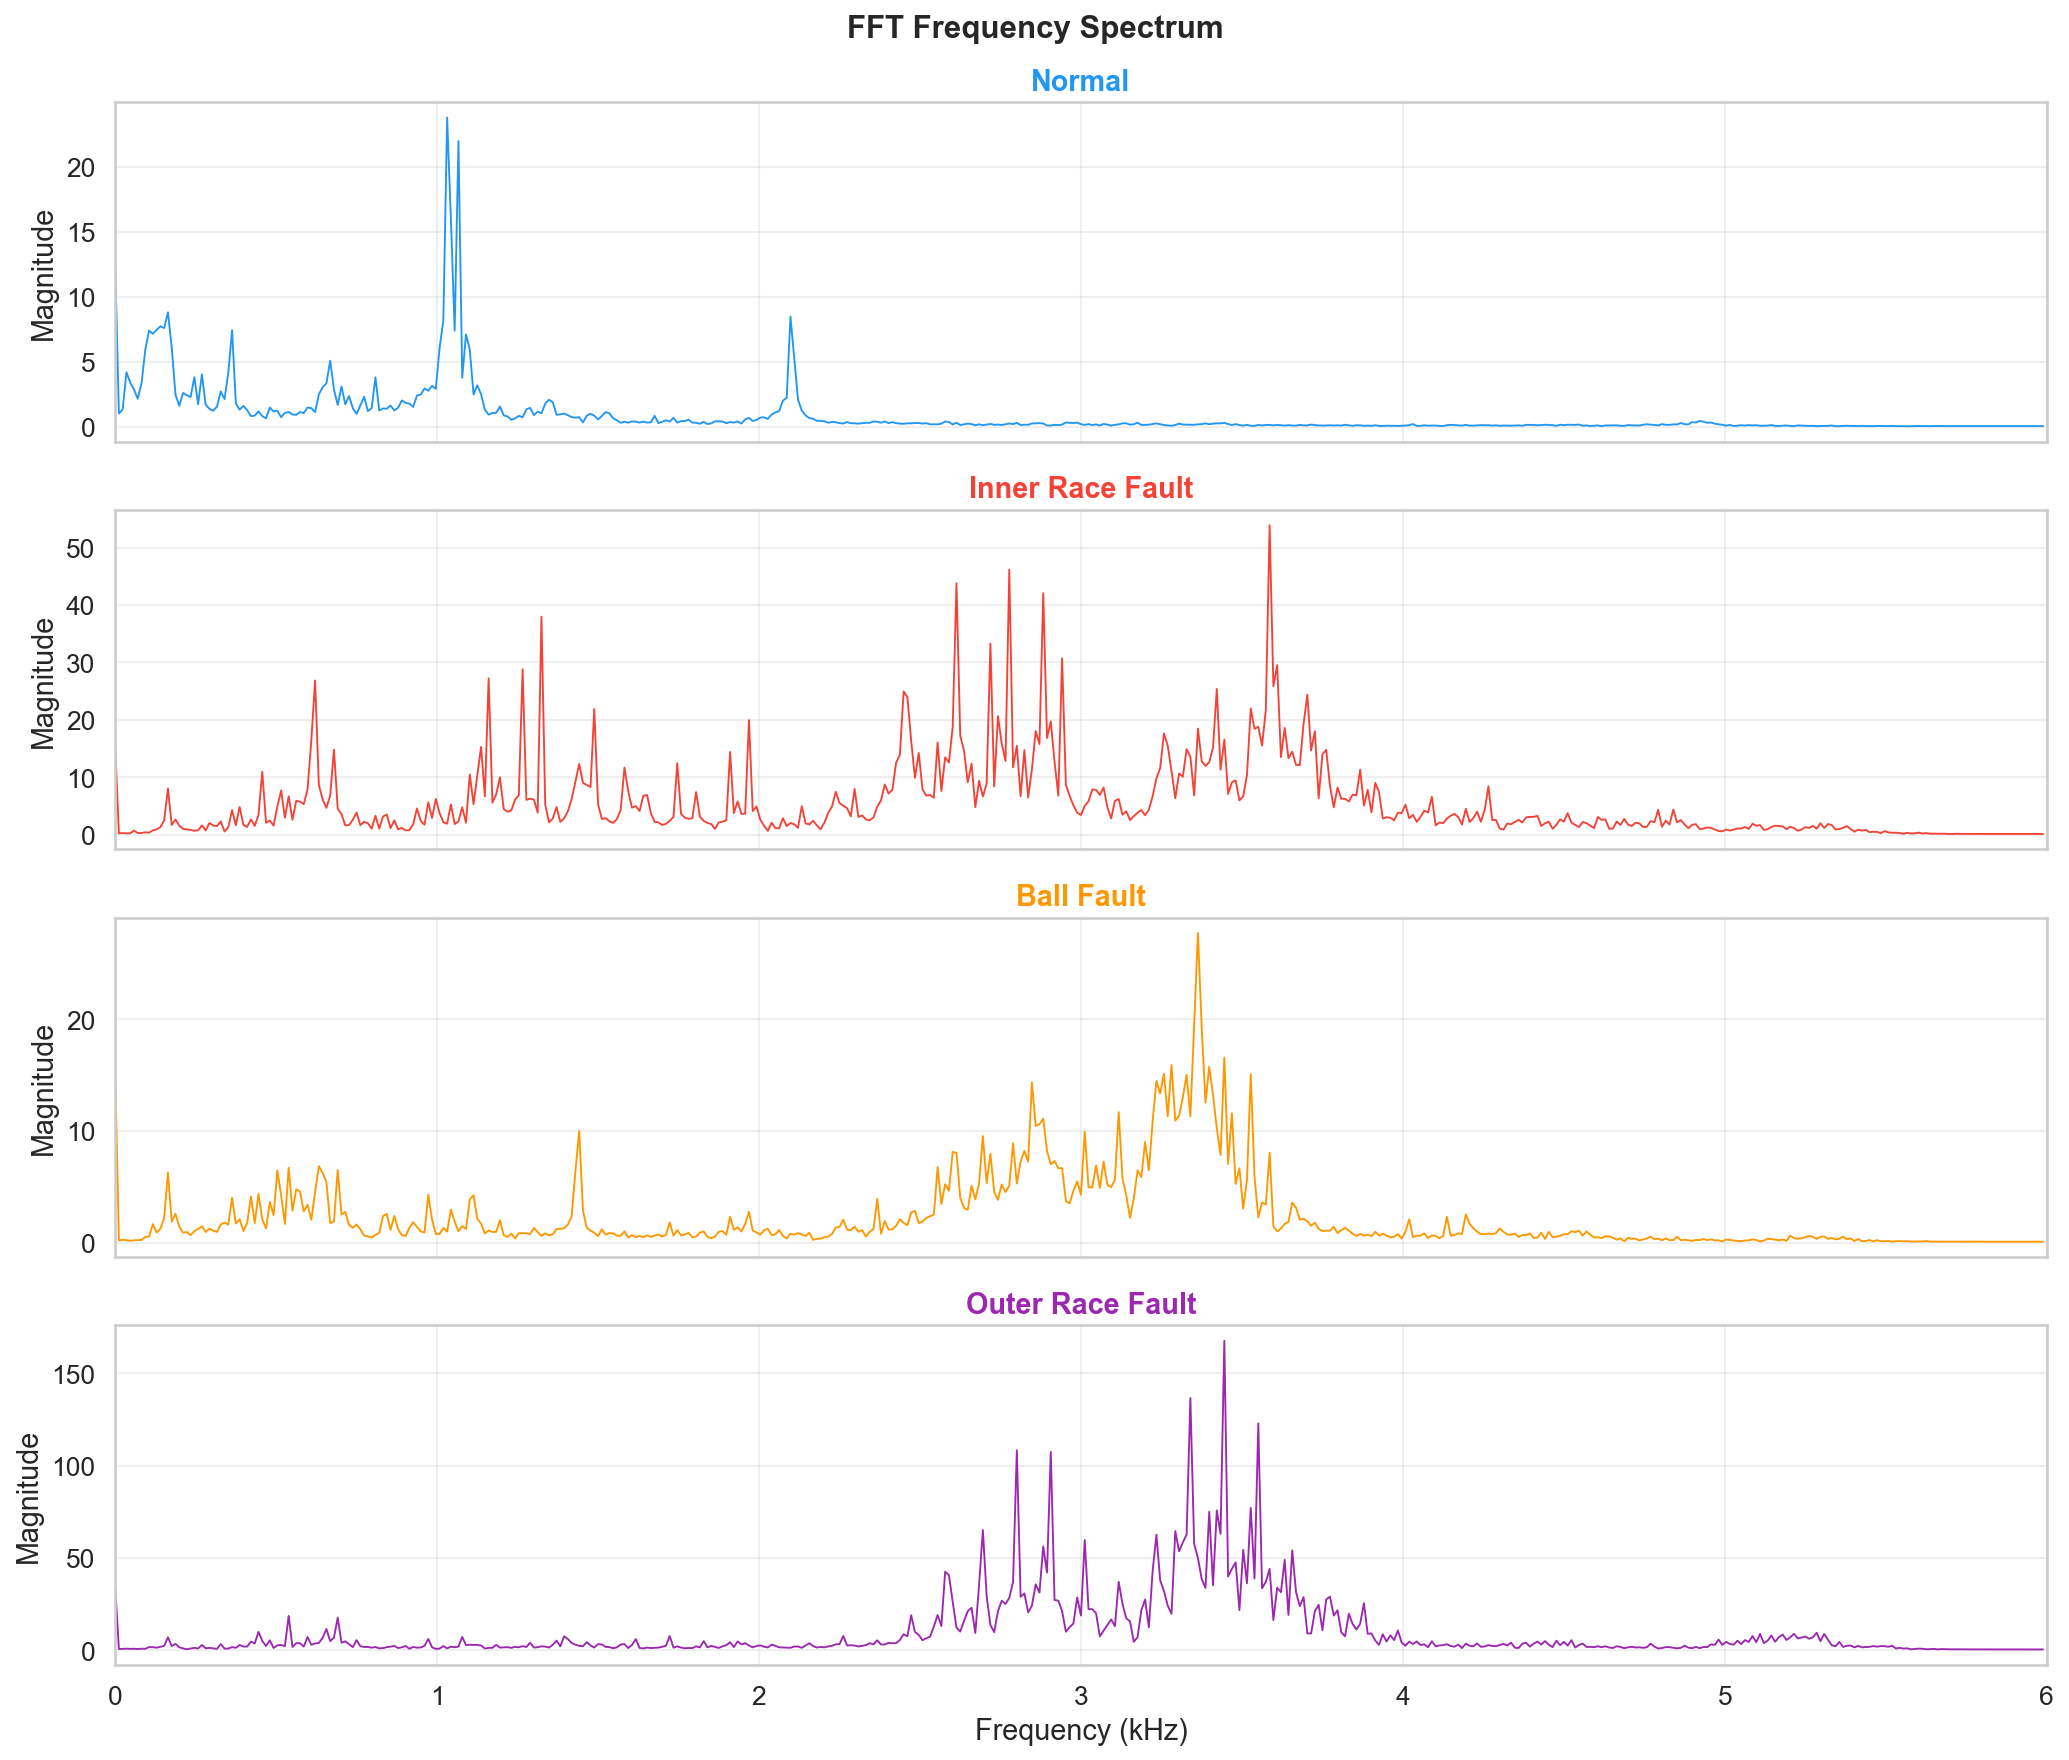 FFT Frequency Spectrum
Normal
Magnitude
20
15
10
5
0
Inner Race Fault
Magnitude
50
40
30
20
10
0
Ball Fault
Magnitude
20
10
0
Outer Race Fault
Magnitude
150
100
50
0
0 1 2 3 4 5 6
Frequency (kHz)